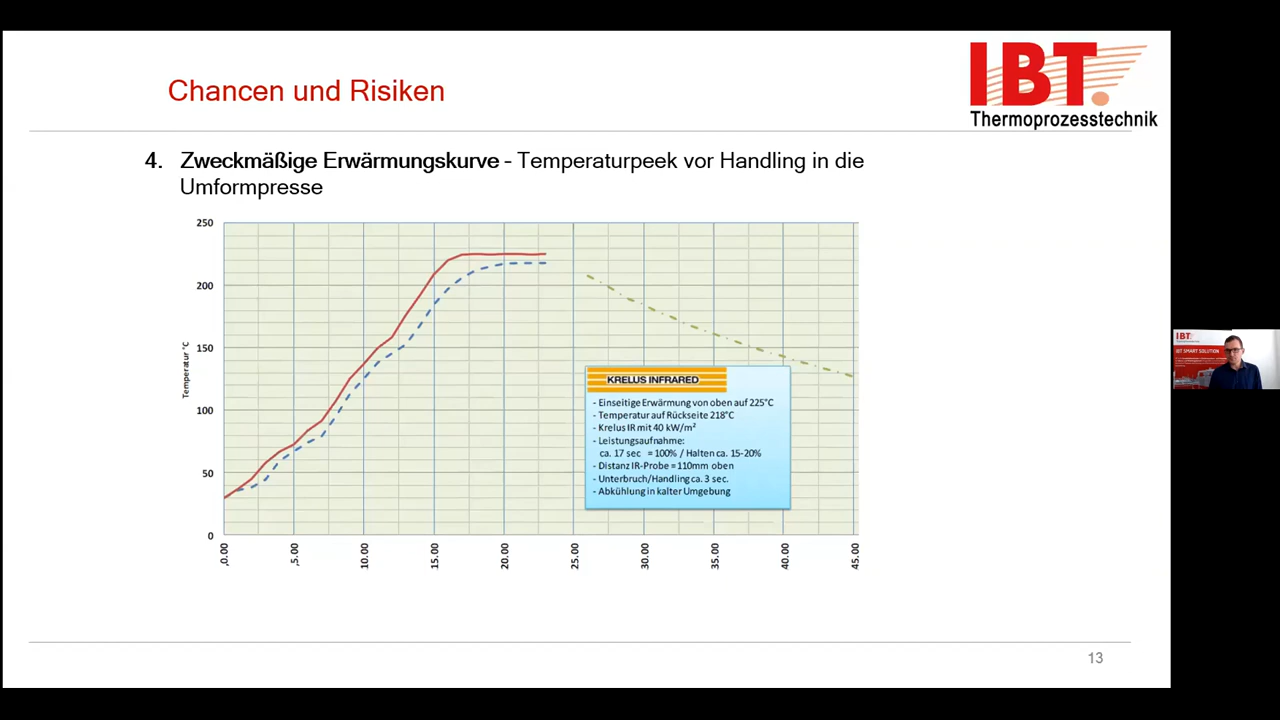 IBT.
Thermoprozesstechnik
Chancen und Risiken
4. Zweckmäßige Erwärmungskurve - Temperaturpeek vor Handling in die
Umformpresse
Temperatur °C
250
200
150
100
50
0
,0.00
,5.00
10.00
15.00
20.00
25.00
30.00
35.00
40.00
45.00
KRELUS INFRARED
- Einseitige Erwärmung von oben auf 225°C
- Temperatur auf Rückseite 218°C
- Krelus IR mit 40 kW/m²
- Leistungsaufnahme:
ca. 17 sec = 100% / Halten ca. 15-20%
- Distanz IR-Probe = 110mm oben
- Unterbruch/Handling ca. 3 sec.
- Abkühlung in kalter Umgebung
13
IBT.
IBT SMART SOLUTION